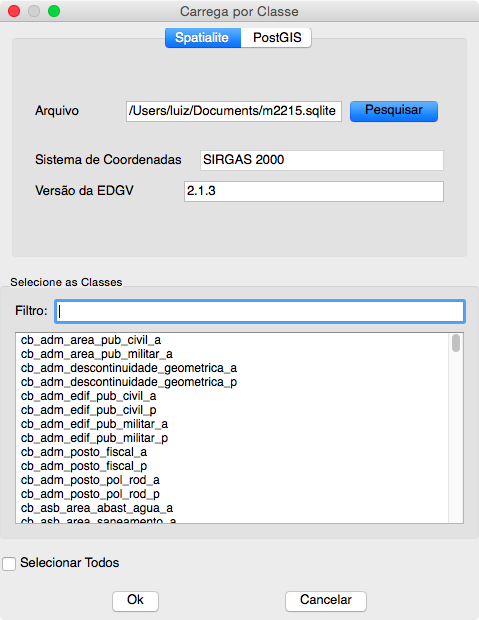 Carrega por Classe
Spatialite PostGIS
Arquivo /Users/luiz/Documents/m2215.sqlite Pesquisar
Sistema de Coordenadas SIRGAS 2000
Versão da EDGV 2.1.3
Selecione as Classes
Filtro:
cb_adm_area_pub_civil_a
cb_adm_area_pub_militar_a
cb_adm_descontinuidade_geometrica_a
cb_adm_descontinuidade_geometrica_p
cb_adm_edif_pub_civil_a
cb_adm_edif_pub_civil_p
cb_adm_edif_pub_militar_a
cb_adm_edif_pub_militar_p
cb_adm_posto_fiscal_a
cb_adm_posto_fiscal_p
cb_adm_posto_pol_rod_a
cb_adm_posto_pol_rod_p
cb_asb_area_abast_agua_a
cb_asb_area_saneamento_a
Selecionar Todos
Ok Cancelar